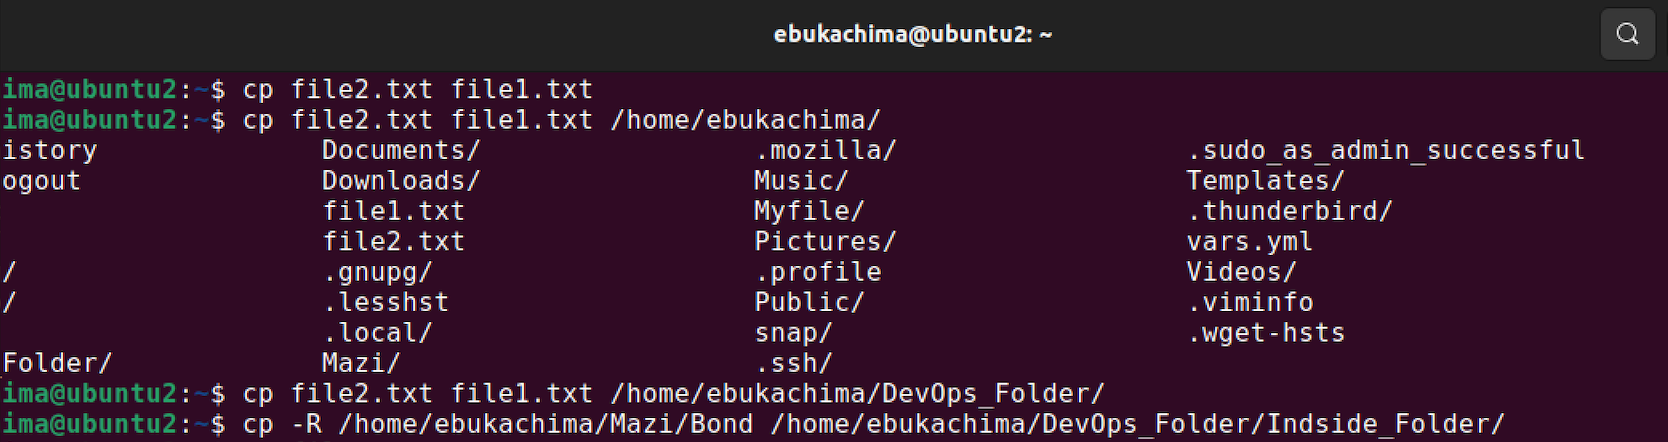 ebukachima@ubuntu2: ~
ima@ubuntu2:~$ cp file2.txt file1.txt
ima@ubuntu2:~$ cp file2.txt file1.txt /home/ebukachima/
istory Documents/ .mozilla/ .sudo_as_admin_successful
ogout Downloads/ Music/ Templates/
file1.txt Myfile/ .thunderbird/
file2.txt Pictures/ vars.yml
/ .gnupg/ .profile Videos/
/ .lesshst Public/ .viminfo
.local/ snap/ .wget-hsts
Folder/ Mazi/ .ssh/
ima@ubuntu2:~$ cp file2.txt file1.txt /home/ebukachima/DevOps_Folder/
ima@ubuntu2:~$ cp -R /home/ebukachima/Mazi/Bond /home/ebukachima/DevOps_Folder/Indside_Folder/